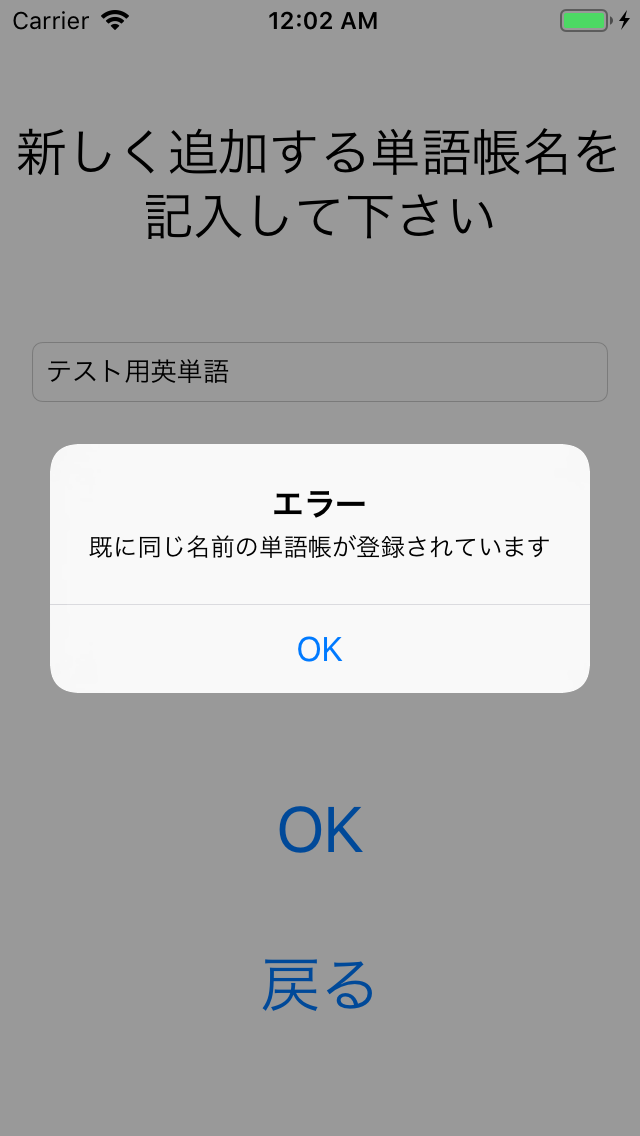 Carrier 12:02 AM
新しく追加する単語帳名を
記入して下さい
テスト用英単語
エラー
既に同じ名前の単語帳が登録されています
OK
OK
戻る